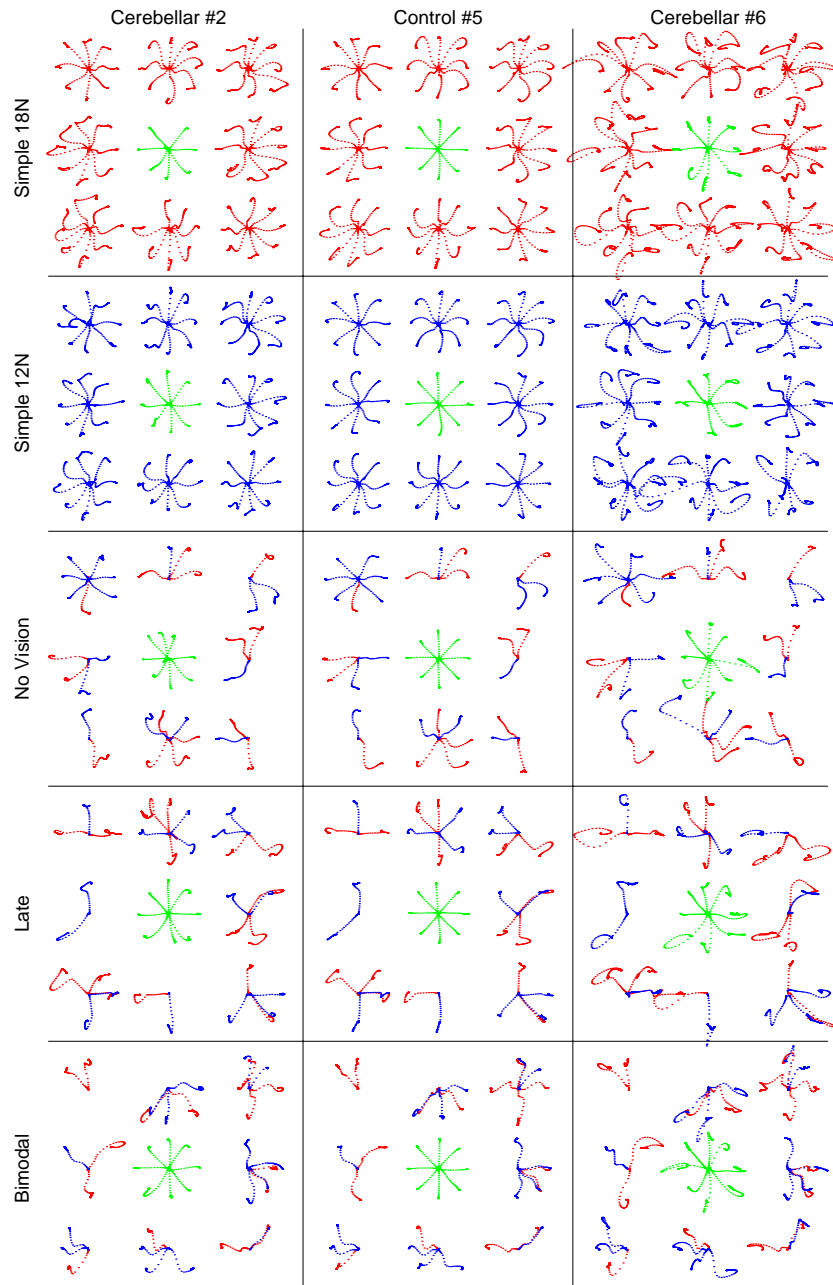 Cerebellar #2
Control #5
Cerebellar #6
Simple 18N
Simple 12N
No Vision
Late
Bimodal